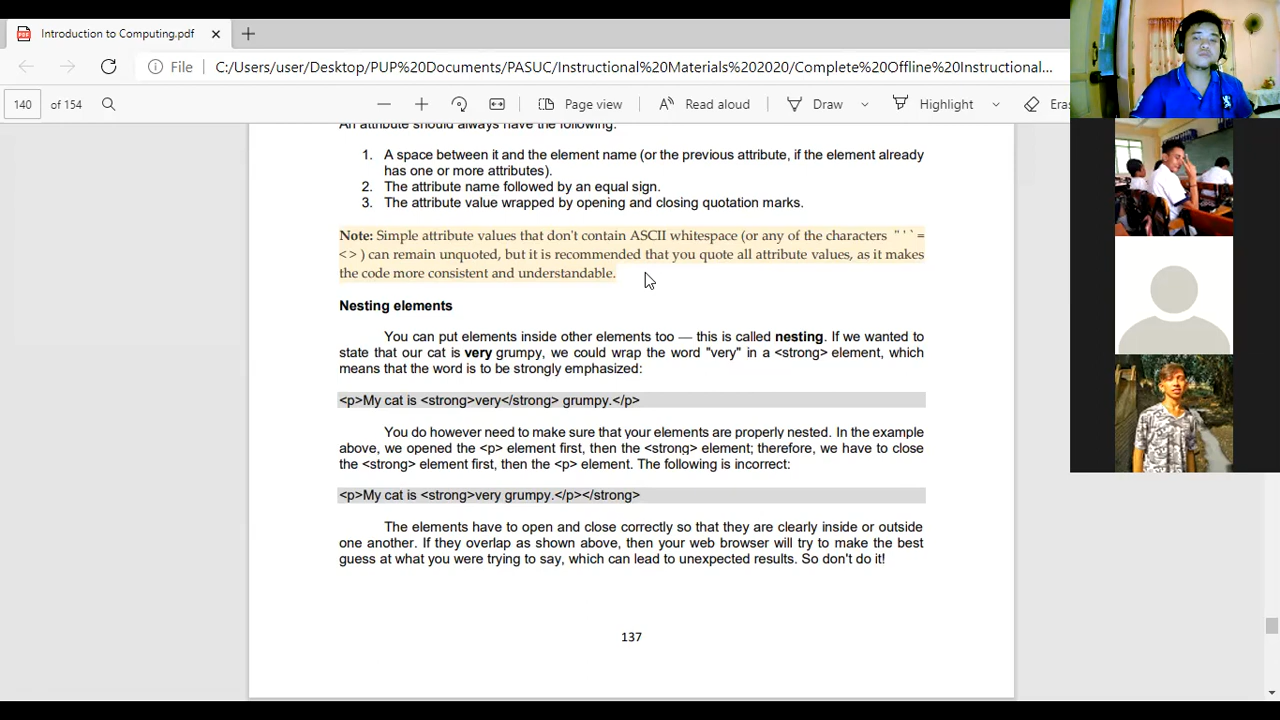 Introduction to Computing.pdf
File
C:/Users/user/Desktop/PUP%20Documents/PASUC/Instructional%20Materials%202020/Complete%20Offline%20Instructional...
140 of 154
Page view
Read aloud
Draw
Highlight
Eras
An attribute should always have the following:
1. A space between it and the element name (or the previous attribute, if the element already
has one or more attributes).
2. The attribute name followed by an equal sign.
3. The attribute value wrapped by opening and closing quotation marks.
Note: Simple attribute values that don't contain ASCII whitespace (or any of the characters " ' ` =
< > ) can remain unquoted, but it is recommended that you quote all attribute values, as it makes
the code more consistent and understandable.
Nesting elements
You can put elements inside other elements too — this is called nesting. If we wanted to
state that our cat is very grumpy, we could wrap the word "very" in a <strong> element, which
means that the word is to be strongly emphasized:
<p>My cat is <strong>very</strong> grumpy.</p>
You do however need to make sure that your elements are properly nested. In the example
above, we opened the <p> element first, then the <strong> element; therefore, we have to close
the <strong> element first, then the <p> element. The following is incorrect:
<p>My cat is <strong>very grumpy.</p></strong>
The elements have to open and close correctly so that they are clearly inside or outside
one another. If they overlap as shown above, then your web browser will try to make the best
guess at what you were trying to say, which can lead to unexpected results. So don't do it!
137